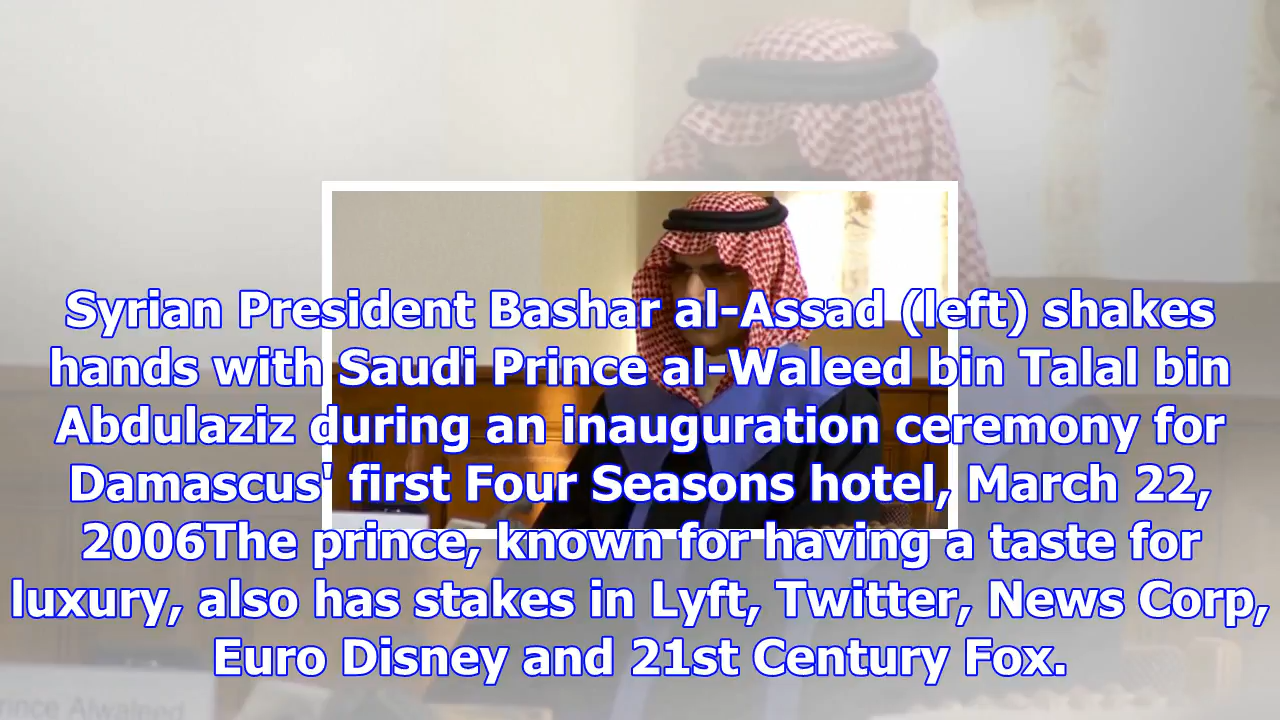 Syrian President Bashar al-Assad (left) shakes
hands with Saudi Prince al-Waleed bin Talal bin
Abdulaziz during an inauguration ceremony for
Damascus' first Four Seasons hotel, March 22,
2006The prince, known for having a taste for
luxury, also has stakes in Lyft, Twitter, News Corp,
Euro Disney and 21st Century Fox.
Prince Alwaleed